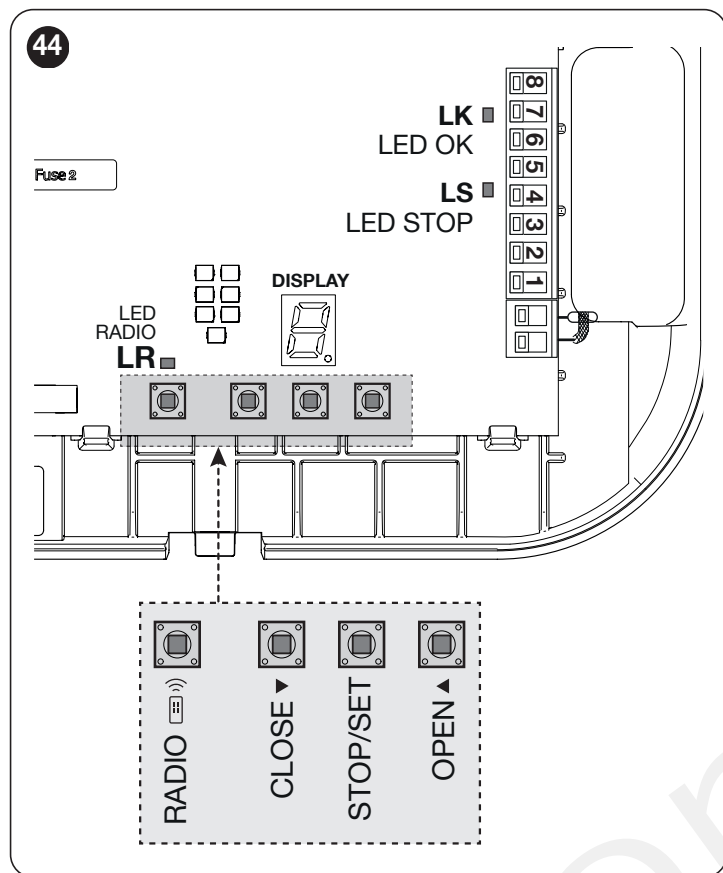 44
LK
LED OK
LS
LED STOP
8
7
6
5
4
3
2
1
Fuse 2
DISPLAY
LED
RADIO
LR
RADIO
CLOSE ▼
STOP/SET
OPEN ▲